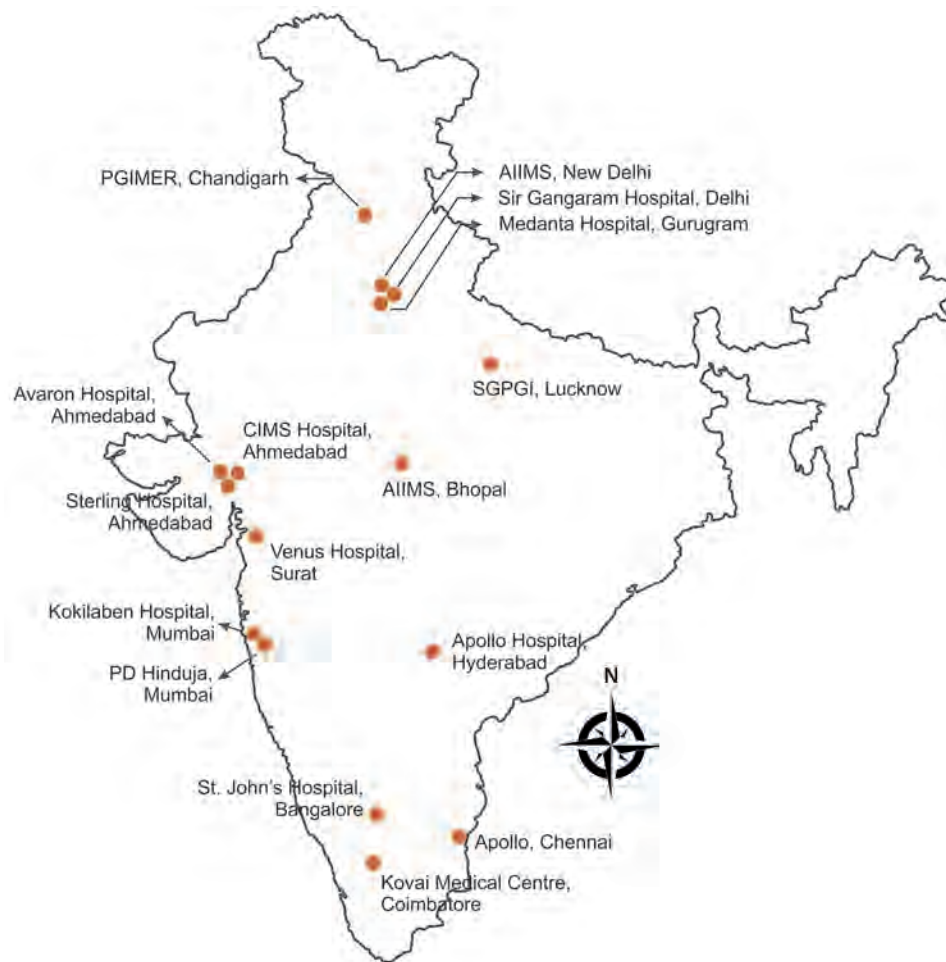 PGIMER, Chandigarh
AIIMS, New Delhi
Sir Gangaram Hospital, Delhi
Medanta Hospital, Gurugram
SGPGI, Lucknow
Avaron Hospital,
Ahmedabad
CIMS Hospital,
Ahmedabad
AIIMS, Bhopal
Sterling Hospital,
Ahmedabad
Venus Hospital,
Surat
Kokilaben Hospital,
Mumbai
PD Hinduja,
Mumbai
Apollo Hospital
Hyderabad
N
St. John's Hospital,
Bangalore
Apollo, Chennai
Kovai Medical Centre,
Coimbatore